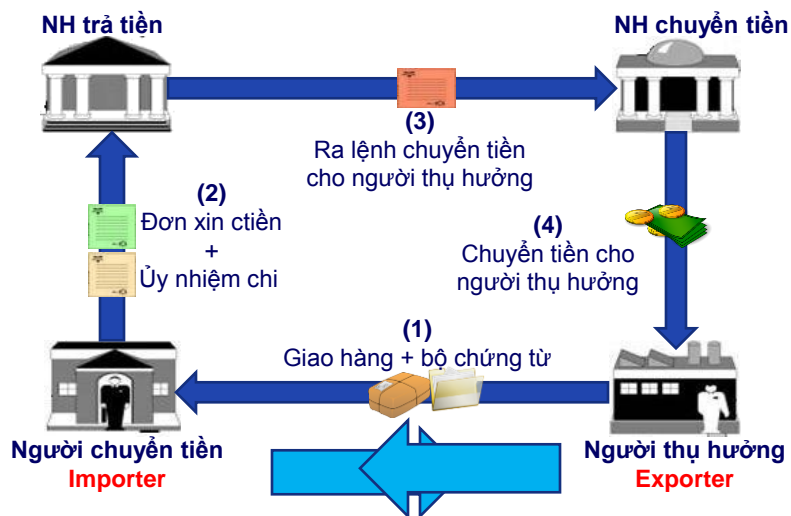 NH trả tiền
NH chuyển tiền
(3)
Ra lệnh chuyển tiền
cho người thụ hưởng
(2)
Đơn xin ctiền
+
Ủy nhiệm chi
(4)
Chuyển tiền cho
người thụ hưởng
(1)
Giao hàng + bộ chứng từ
Người chuyển tiền
Importer
Người thụ hưởng
Exporter